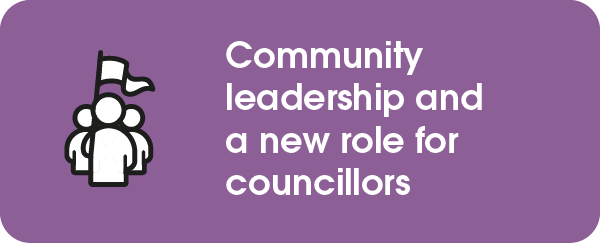 Community
leadership and
a new role for
councillors